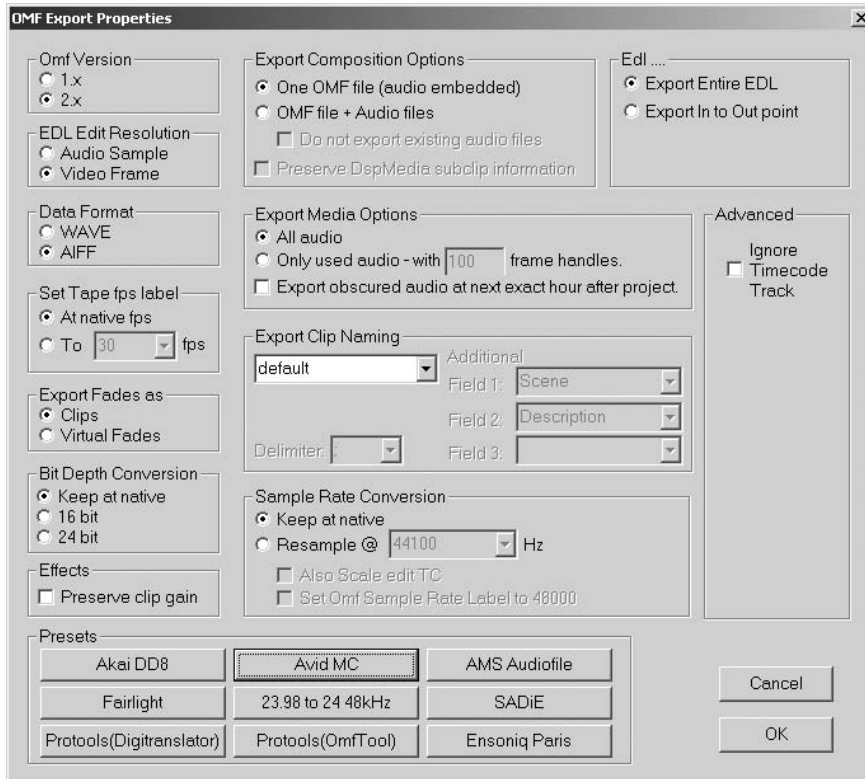 OMF Export Properties
Omf Version
1.x
2.x
EDL Edit Resolution
Audio Sample
Video Frame
Data Format
WAVE
AIFF
Set Tape fps label
At native fps
To 30 fps
Export Fades as
Clips
Virtual Fades
Bit Depth Conversion
Keep at native
16 bit
24 bit
Effects
Preserve clip gain
Export Composition Options
One OMF file (audio embedded)
OMF file + Audio files
Do not export existing audio files
Preserve DspMedia subclip information
Edl ....
Export Entire EDL
Export In to Out point
Export Media Options
All audio
Only used audio - with 100 frame handles.
Export obscured audio at next exact hour after project.
Export Clip Naming
default
Additional
Field 1: Scene
Field 2: Description
Delimiter: :
Field 3:
Sample Rate Conversion
Keep at native
Resample @ 44100 Hz
Also Scale edit TC
Set Omf Sample Rate Label to 48000
Advanced
Ignore
Timecode
Track
Presets
Akai DD8
Avid MC
AMS Audiofile
Fairlight
23.98 to 24 48kHz
SADiE
Protools(Digitranslator)
Protools(OmfTool)
Ensoniq Paris
Cancel
OK